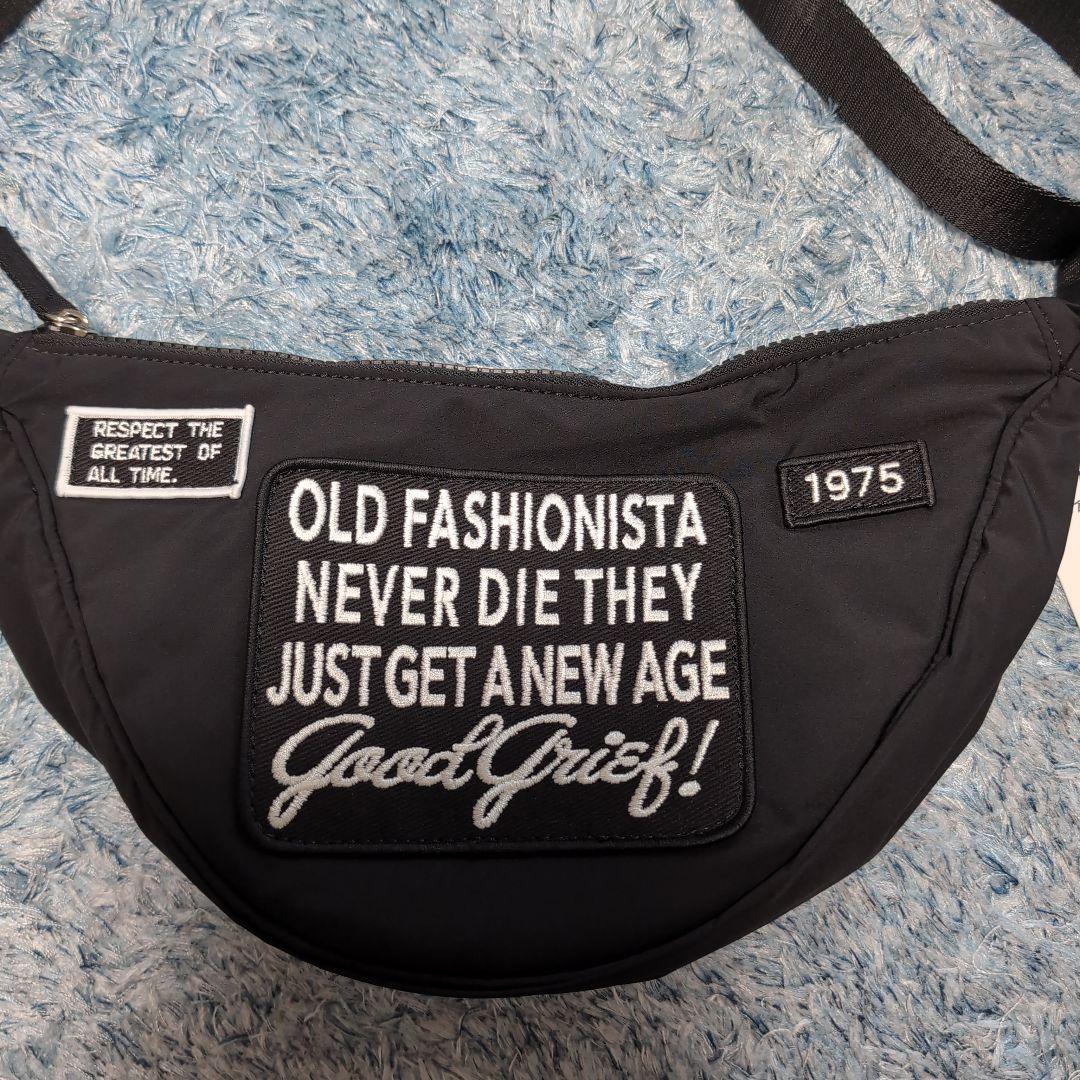 RESPECT THE
GREATEST OF
ALL TIME.
OLD FASHIONISTA
NEVER DIE THEY
JUST GET A NEW AGE
Good Grief!
1975